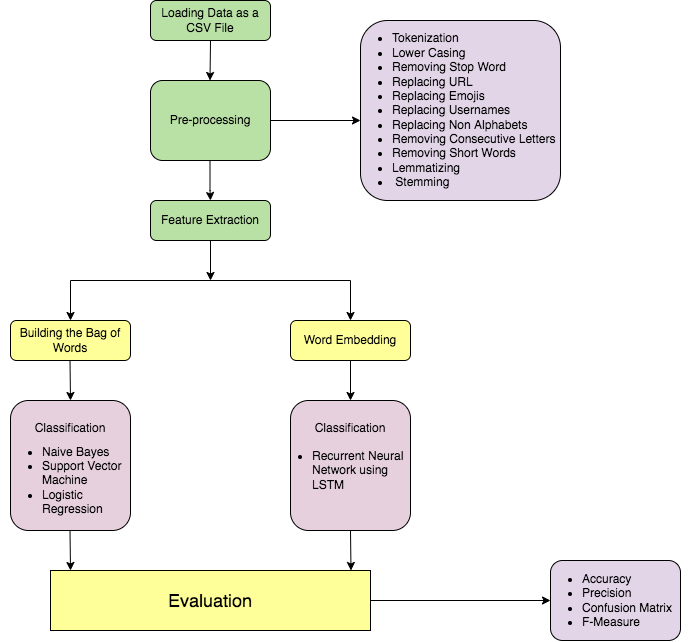 Loading Data as a
CSV File
Pre-processing
• Tokenization
• Lower Casing
• Removing Stop Word
• Replacing URL
• Replacing Emojis
• Replacing Usernames
• Replacing Non Alphabets
• Removing Consecutive Letters
• Removing Short Words
• Lemmatizing
• Stemming
Feature Extraction
Building the Bag of
Words
Word Embedding
Classification
• Naive Bayes
• Support Vector
Machine
• Logistic
Regression
Classification
• Recurrent Neural
Network using
LSTM
Evaluation
• Accuracy
• Precision
• Confusion Matrix
• F-Measure